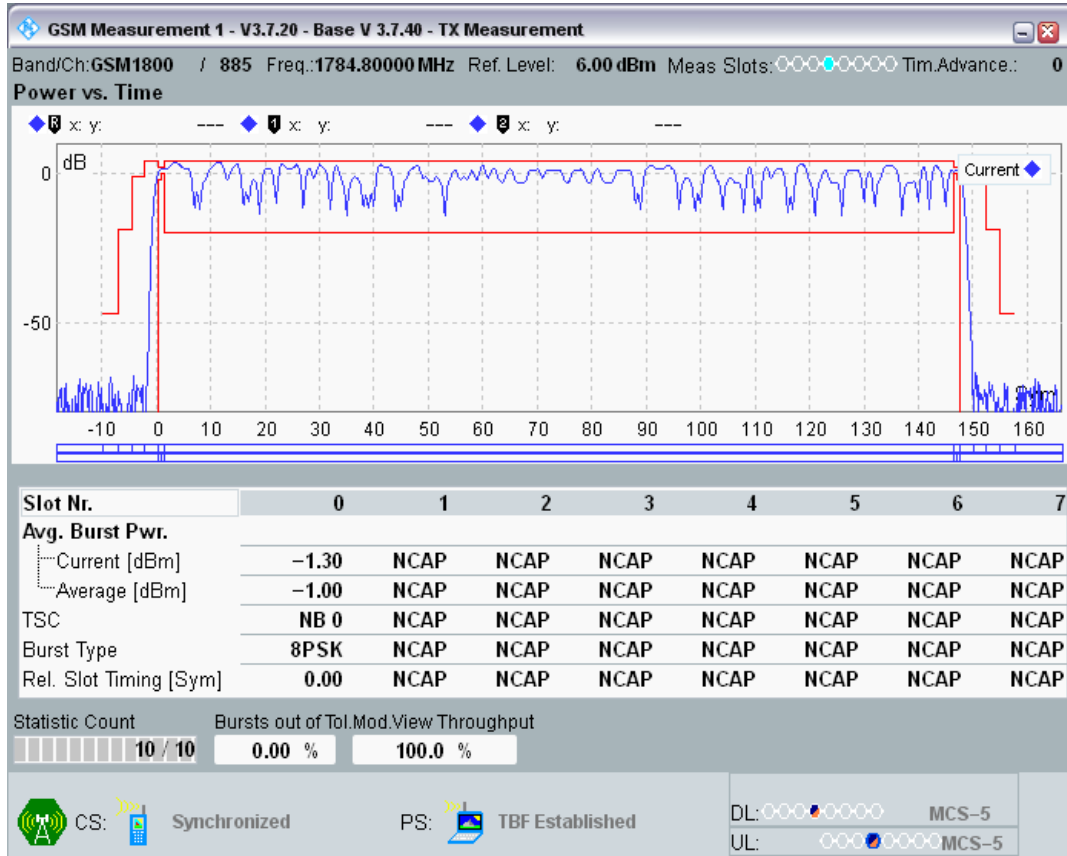 GSM Measurement 1 - V3.7.20 - Base V 3.7.40 - TX Measurement
Band/Ch:GSM1800 / 885 Freq.:1784.80000 MHz Ref. Level: 6.00 dBm Meas Slots: Tim.Advance.: 0
Power vs. Time
R x: y: --- 1 x: y: --- 2 x: y: ---
dB
Current
0
-50
-10 0 10 20 30 40 50 60 70 80 90 100 110 120 130 140 150 160
Slot Nr. 0 1 2 3 4 5 6 7
Avg. Burst Pwr.
Current [dBm] −1.30 NCAP NCAP NCAP NCAP NCAP NCAP NCAP
Average [dBm] −1.00 NCAP NCAP NCAP NCAP NCAP NCAP NCAP
TSC NB 0 NCAP NCAP NCAP NCAP NCAP NCAP NCAP
Burst Type 8PSK NCAP NCAP NCAP NCAP NCAP NCAP NCAP
Rel. Slot Timing [Sym] 0.00 NCAP NCAP NCAP NCAP NCAP NCAP NCAP
Statistic Count Bursts out of Tol. Mod.View Throughput
10 / 10 0.00 % 100.0 %
CS: Synchronized PS: TBF Established DL: MCS−5
UL: MCS−5